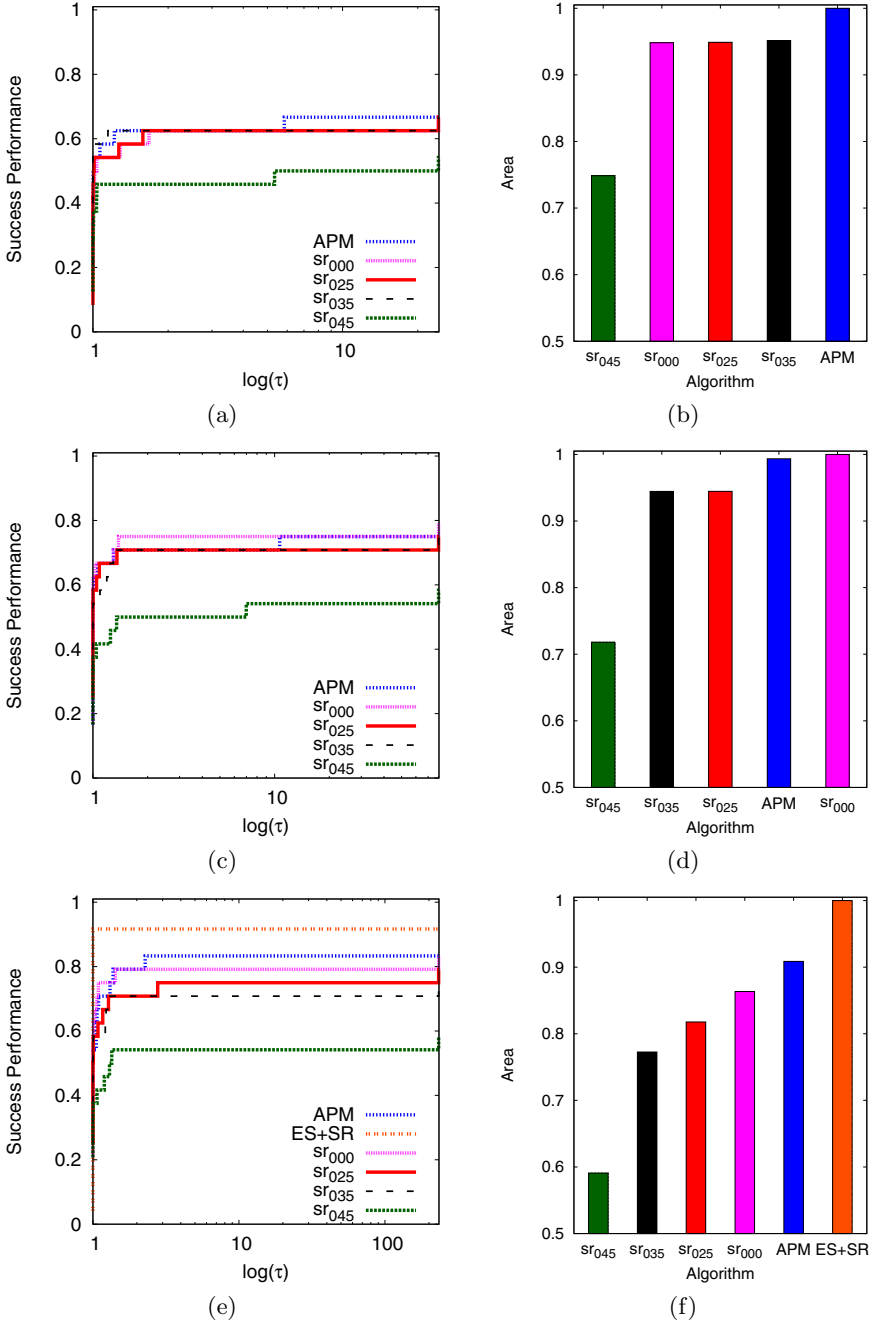 1
0.8
0.6
0.4
0.2
0
Success Performance
1 10
log(τ)
APM
sr000
sr025
sr035
sr045
(a)
1
0.9
0.8
0.7
0.6
0.5
Area
sr045 sr000 sr025 sr035 APM
Algorithm
(b)
1
0.8
0.6
0.4
0.2
0
Success Performance
1 10
log(τ)
APM
sr000
sr025
sr035
sr045
(c)
1
0.9
0.8
0.7
0.6
0.5
Area
sr045 sr035 sr025 APM sr000
Algorithm
(d)
1
0.8
0.6
0.4
0.2
0
Success Performance
1 10 100
log(τ)
APM
ES+SR
sr000
sr025
sr035
sr045
(e)
1
0.9
0.8
0.7
0.6
0.5
Area
sr045 sr035 sr025 sr000 APM ES+SR
Algorithm
(f)